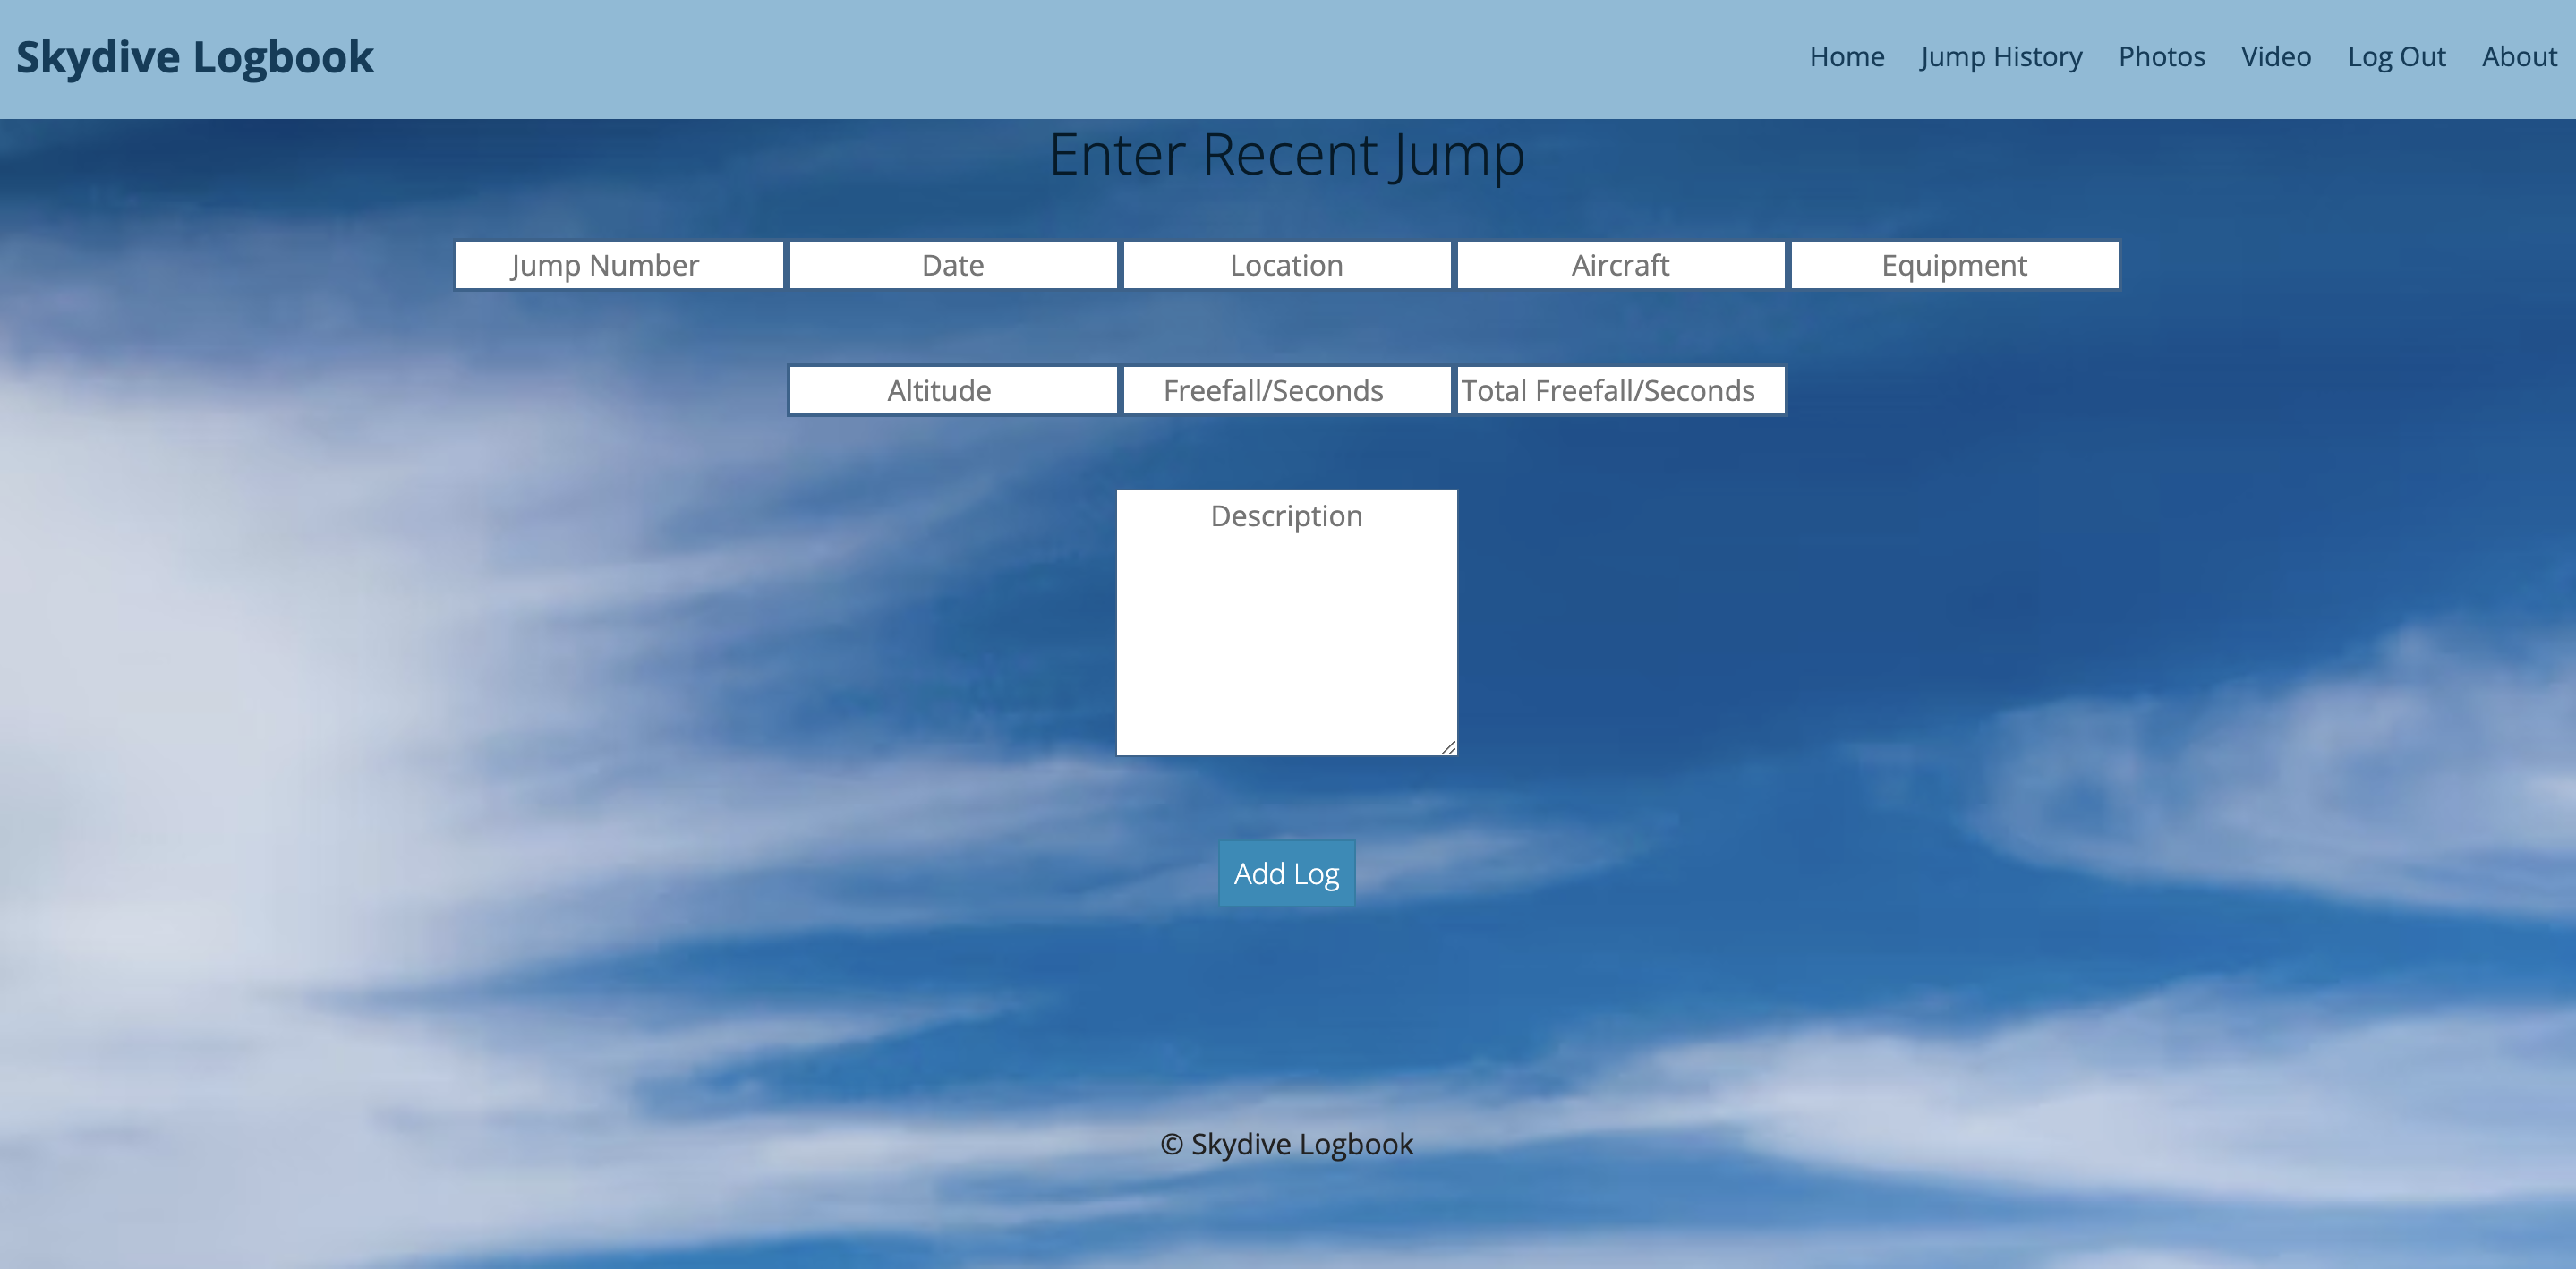 Skydive Logbook
Home Jump History Photos Video Log Out About
Enter Recent Jump
Jump Number Date Location Aircraft Equipment
Altitude Freefall/Seconds Total Freefall/Seconds
Description
Add Log
© Skydive Logbook